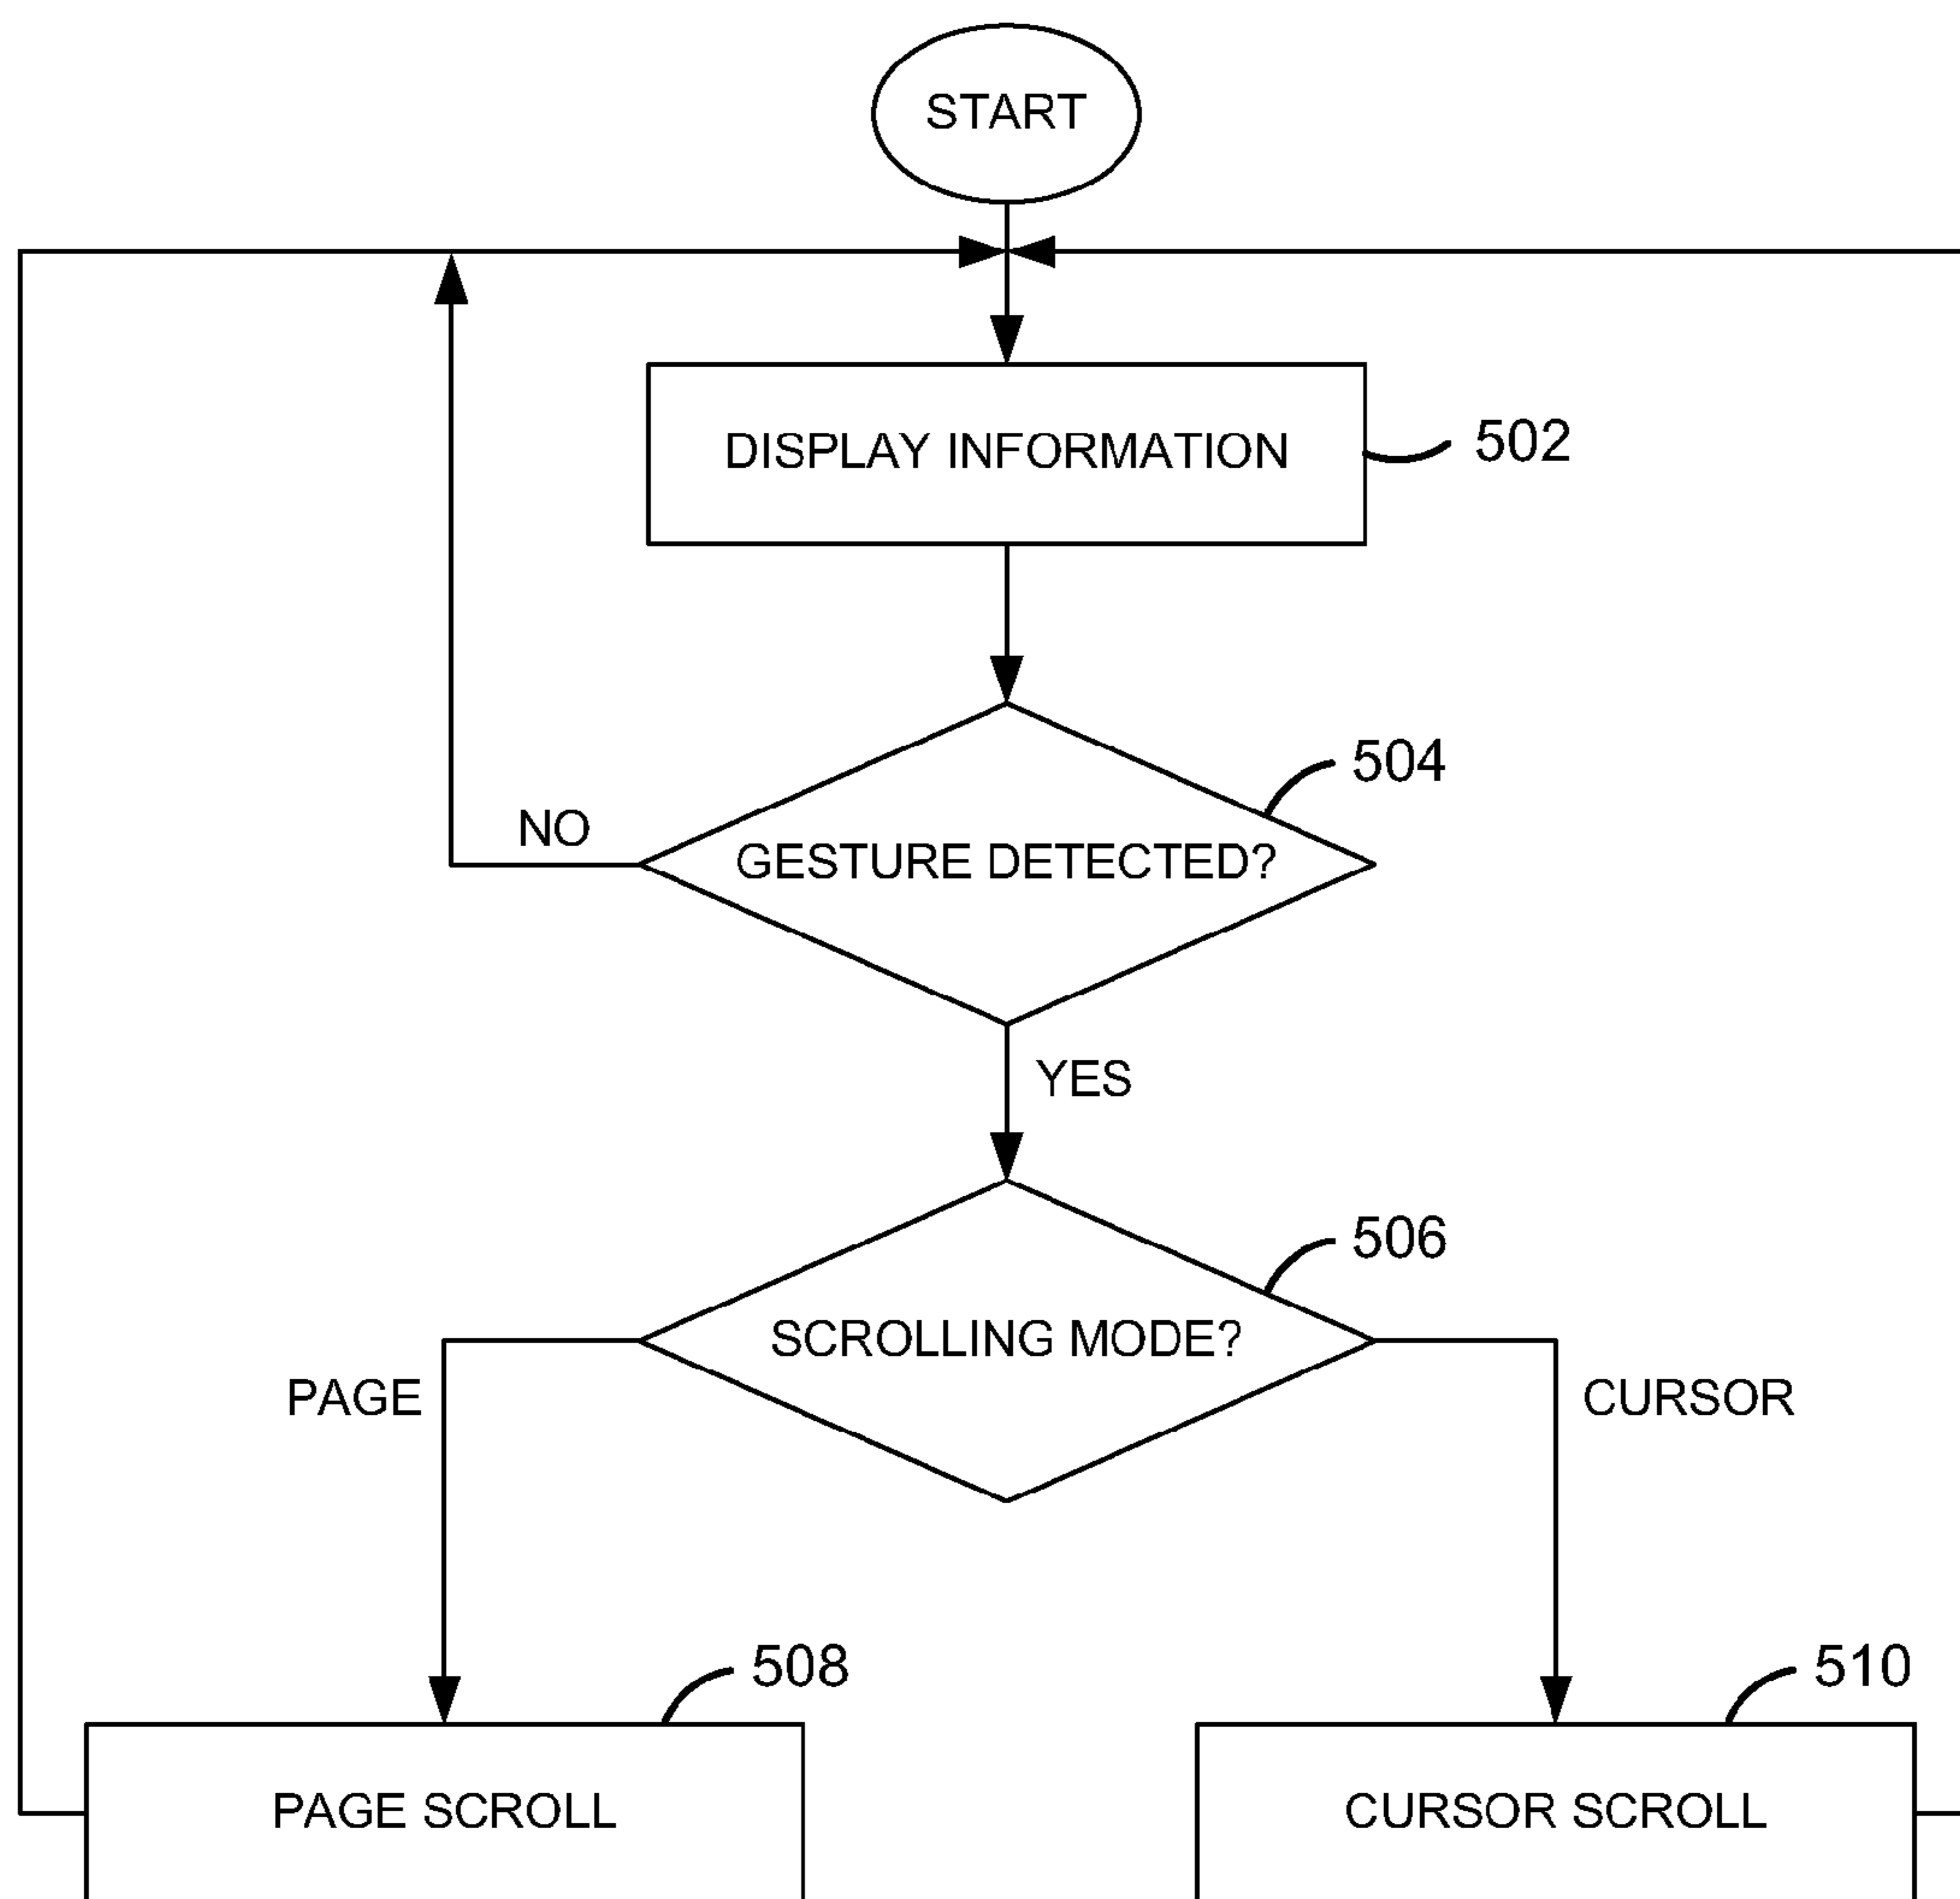 START
DISPLAY INFORMATION
502
504
NO
GESTURE DETECTED?
YES
506
SCROLLING MODE?
PAGE
CURSOR
508
510
PAGE SCROLL
CURSOR SCROLL